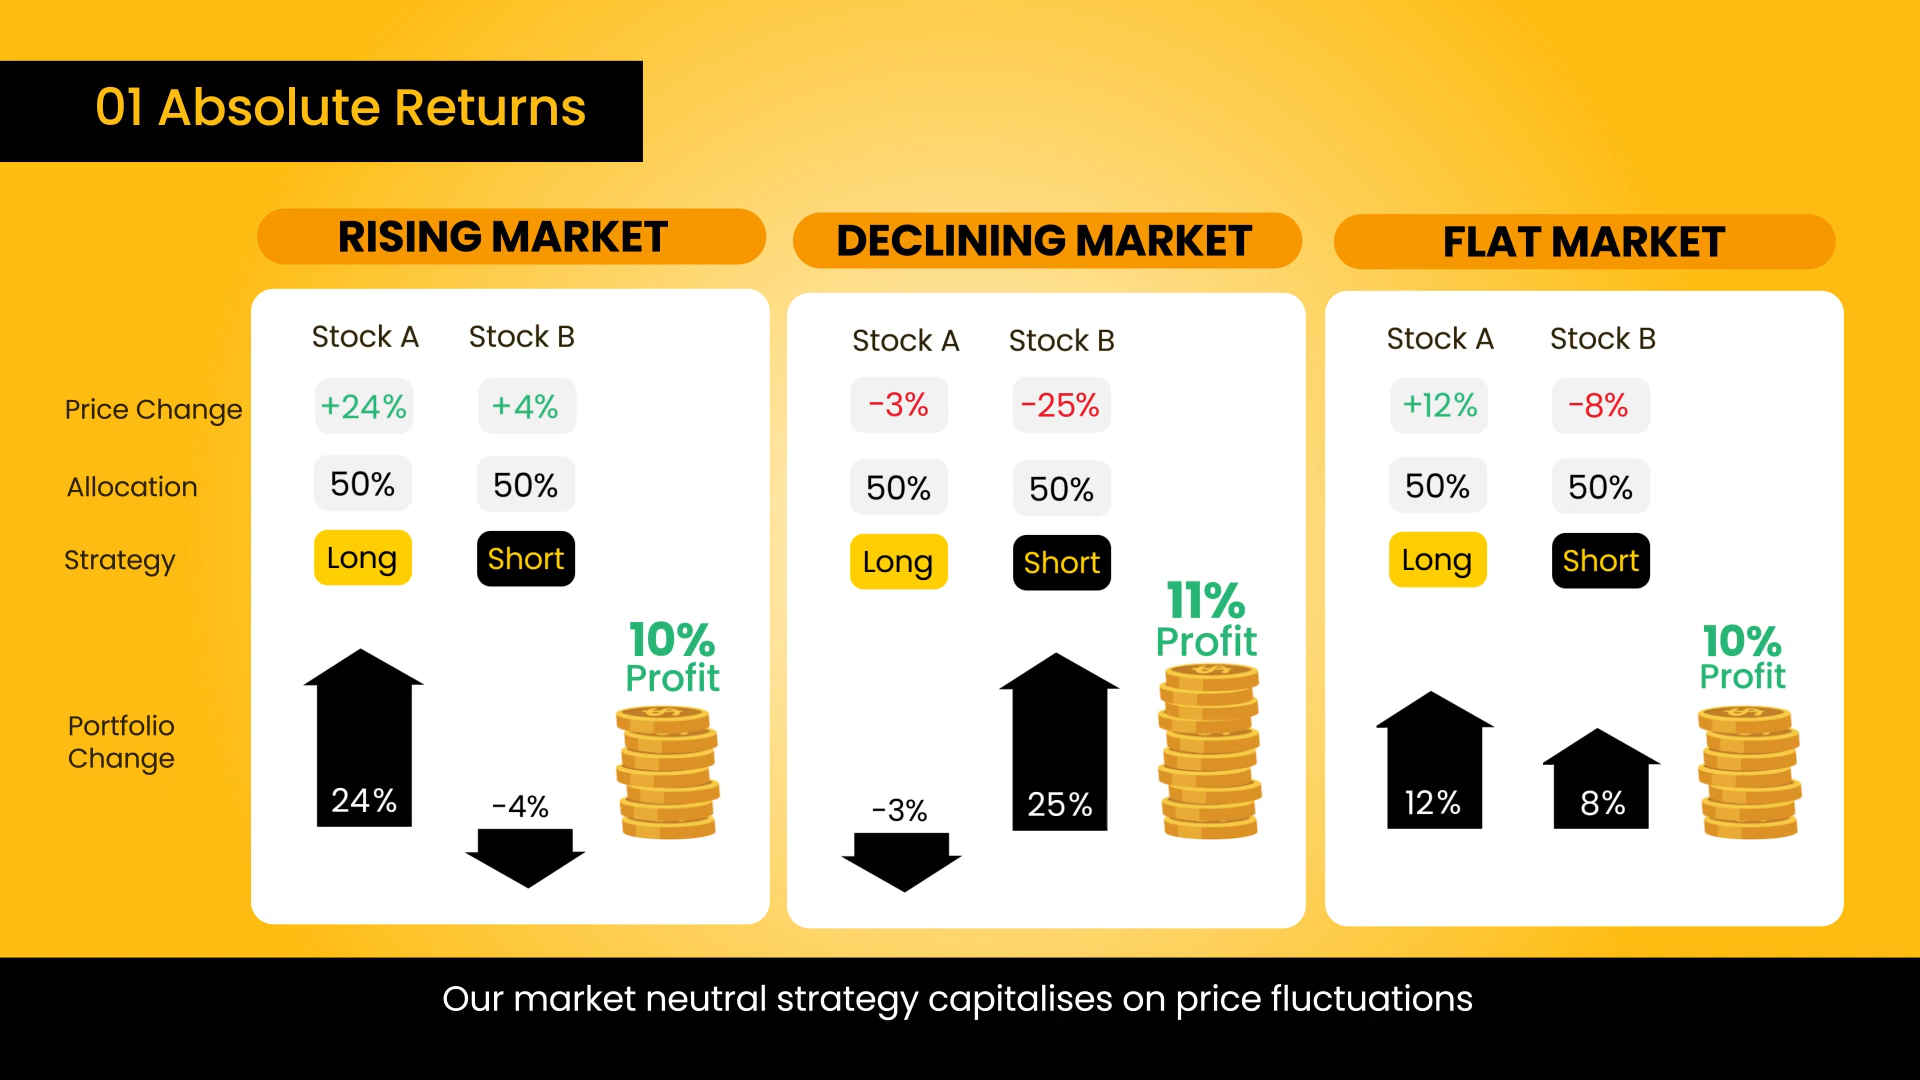 01 Absolute Returns
RISING MARKET
DECLINING MARKET
FLAT MARKET
Stock A Stock B
Stock A Stock B
Stock A Stock B
Price Change +24% +4% -3% -25% +12% -8%
Allocation 50% 50% 50% 50% 50% 50%
Strategy Long Short Long Short Long Short
10%
Profit
11%
Profit
10%
Profit
Portfolio
Change
24% -4% -3% 25% 12% 8%
Our market neutral strategy capitalises on price fluctuations